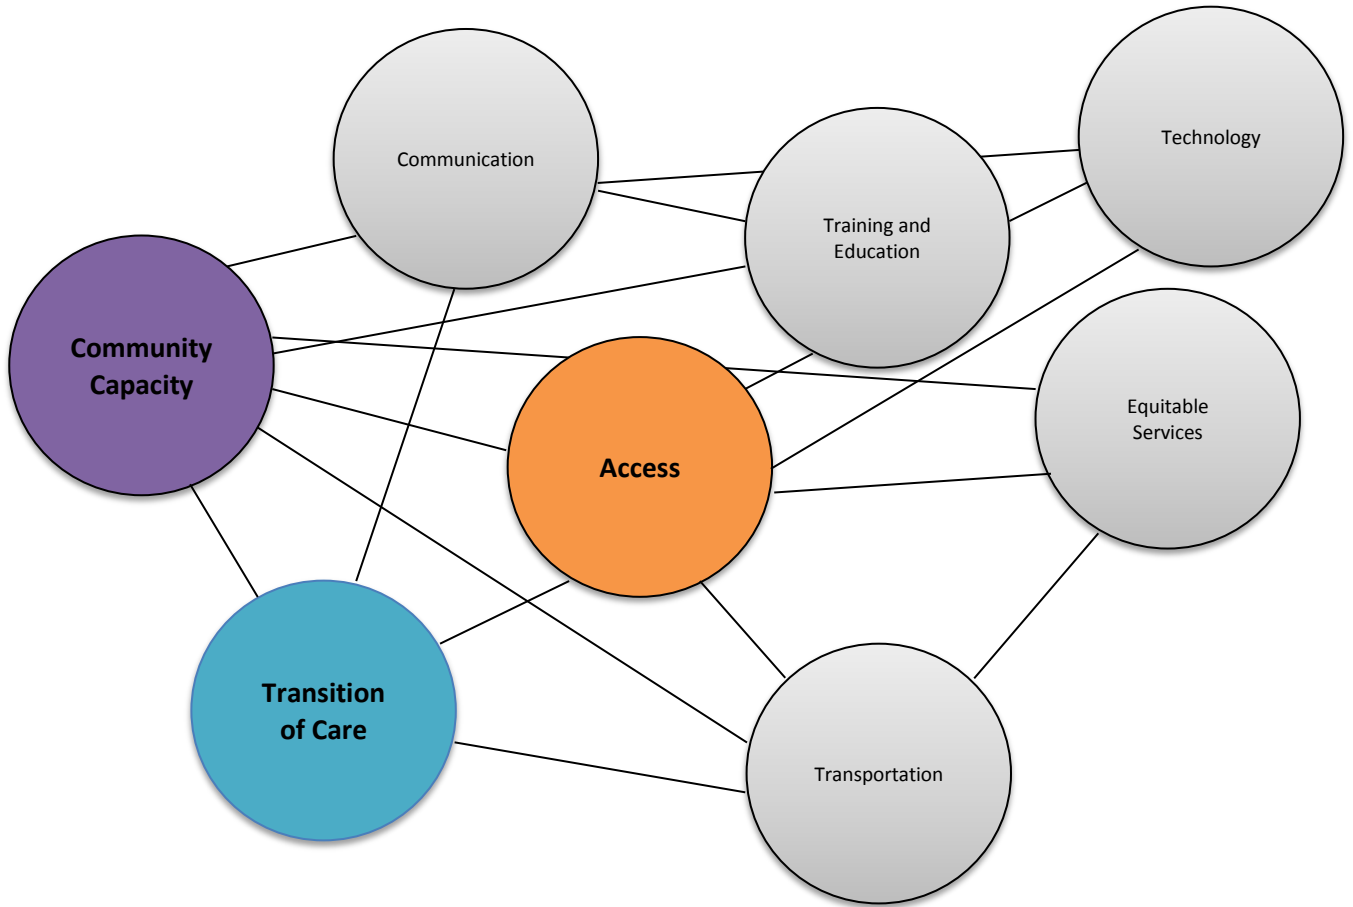 Communication
Technology
Training and
Education
Community
Capacity
Equitable
Services
Access
Transition
of Care
Transportation